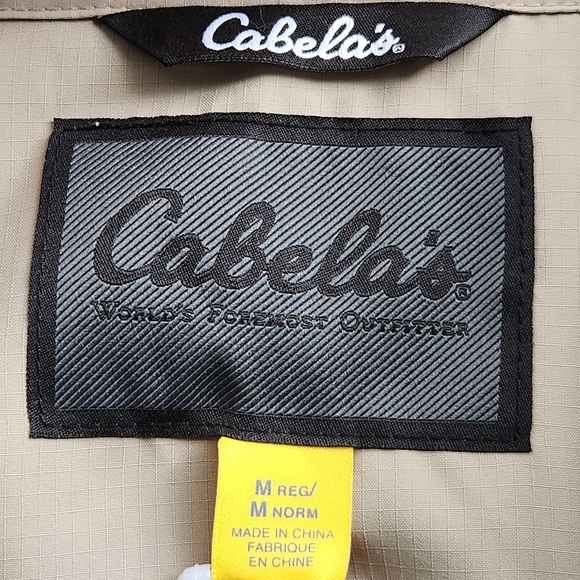 Cabela's®
Cabela's®
WORLD'S FOREMOST OUTFITTER
M REG/
M NORM
MADE IN CHINA
FABRIQUE
EN CHINE